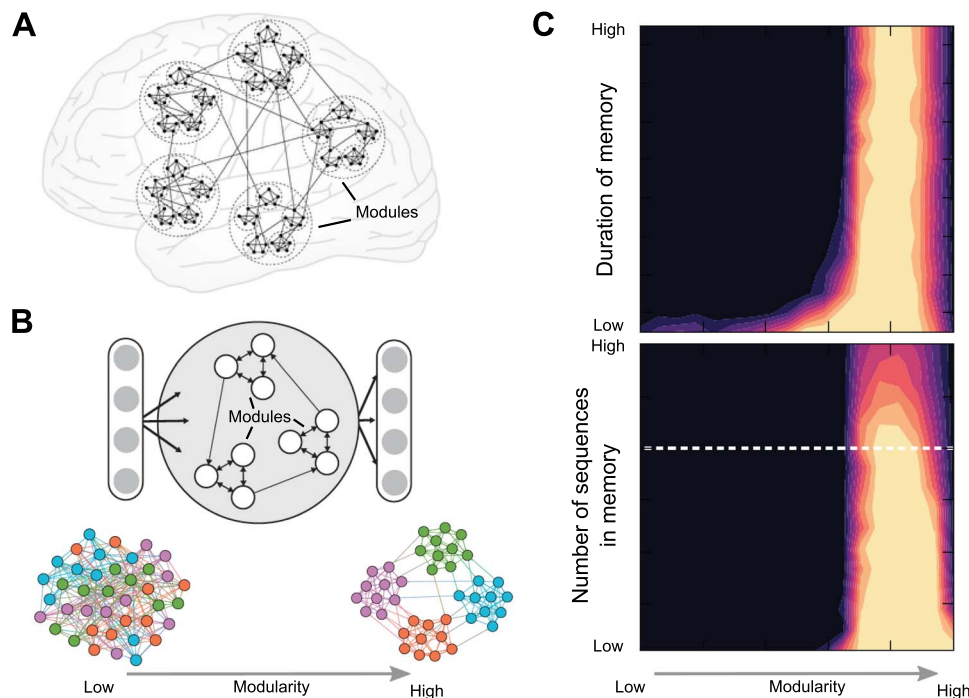 A
Modules
B
Modules
Low
Modularity
High
C
High
Duration of memory
Low
High
Number of sequences
in memory
Low
Low
Modularity
High